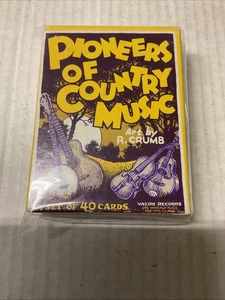 PIONEERS
OF COUNTRY
MUSIC
Art by
R. CRUMB
SET OF 40 CARDS
YAZOO RECORDS